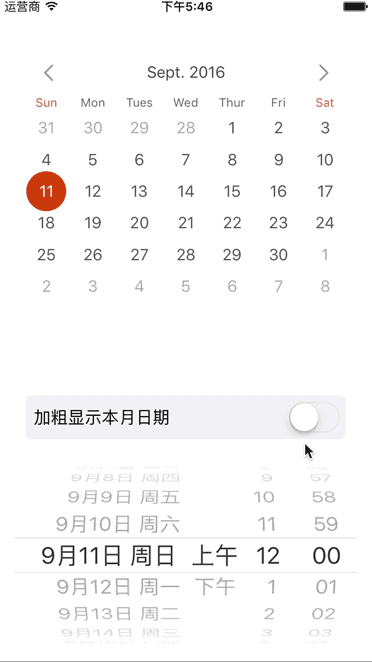 运营商 下午5:46
Sept. 2016
Sun Mon Tues Wed Thur Fri Sat
31 30 29 28 1 2 3
4 5 6 7 8 9 10
11 12 13 14 15 16 17
18 19 20 21 22 23 24
25 26 27 28 29 30 1
2 3 4 5 6 7 8
加粗显示本月日期
9月8日 周四 9 57
9月9日 周五 10 58
9月10日 周六 11 59
9月11日 周日 上午 12 00
9月12日 周一 下午 1 01
9月13日 周二 2 02
9月14日 周三 3 03